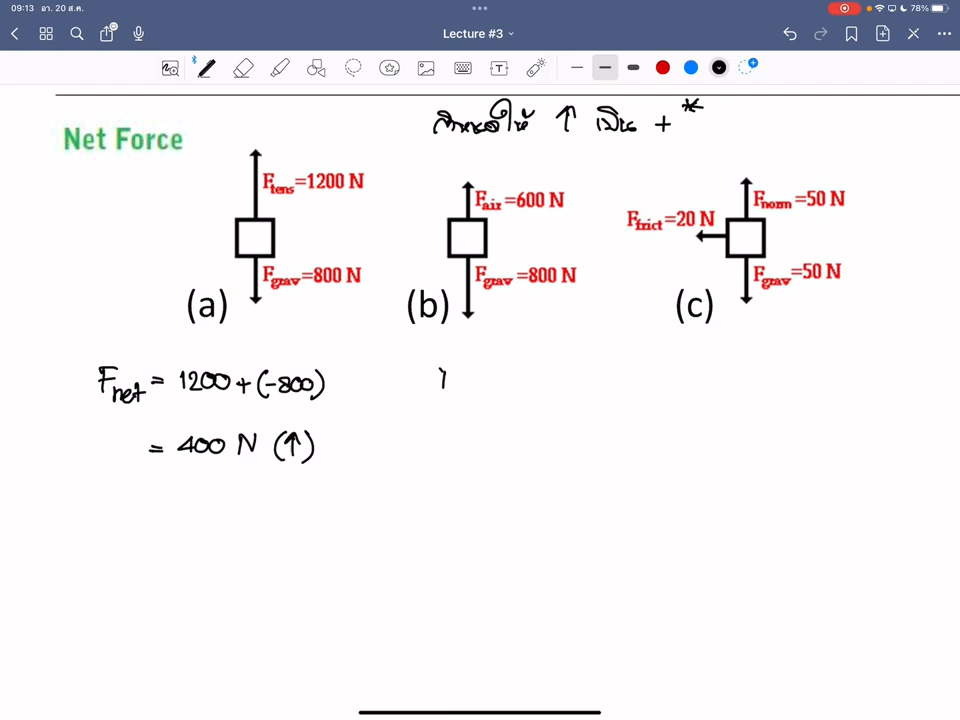 09:13 อา. 20 ส.ค.
78%
Lecture #3
กำหนดให้ ↑ เป็น + *
Net Force
Ftens=1200 N
Fgrav=800 N
(a)
Fair=600 N
Fgrav=800 N
(b)
Ffrict=20 N
Fnorm=50 N
Fgrav=50 N
(c)
Fnet = 1200 + (-800)
= 400 N (↑)